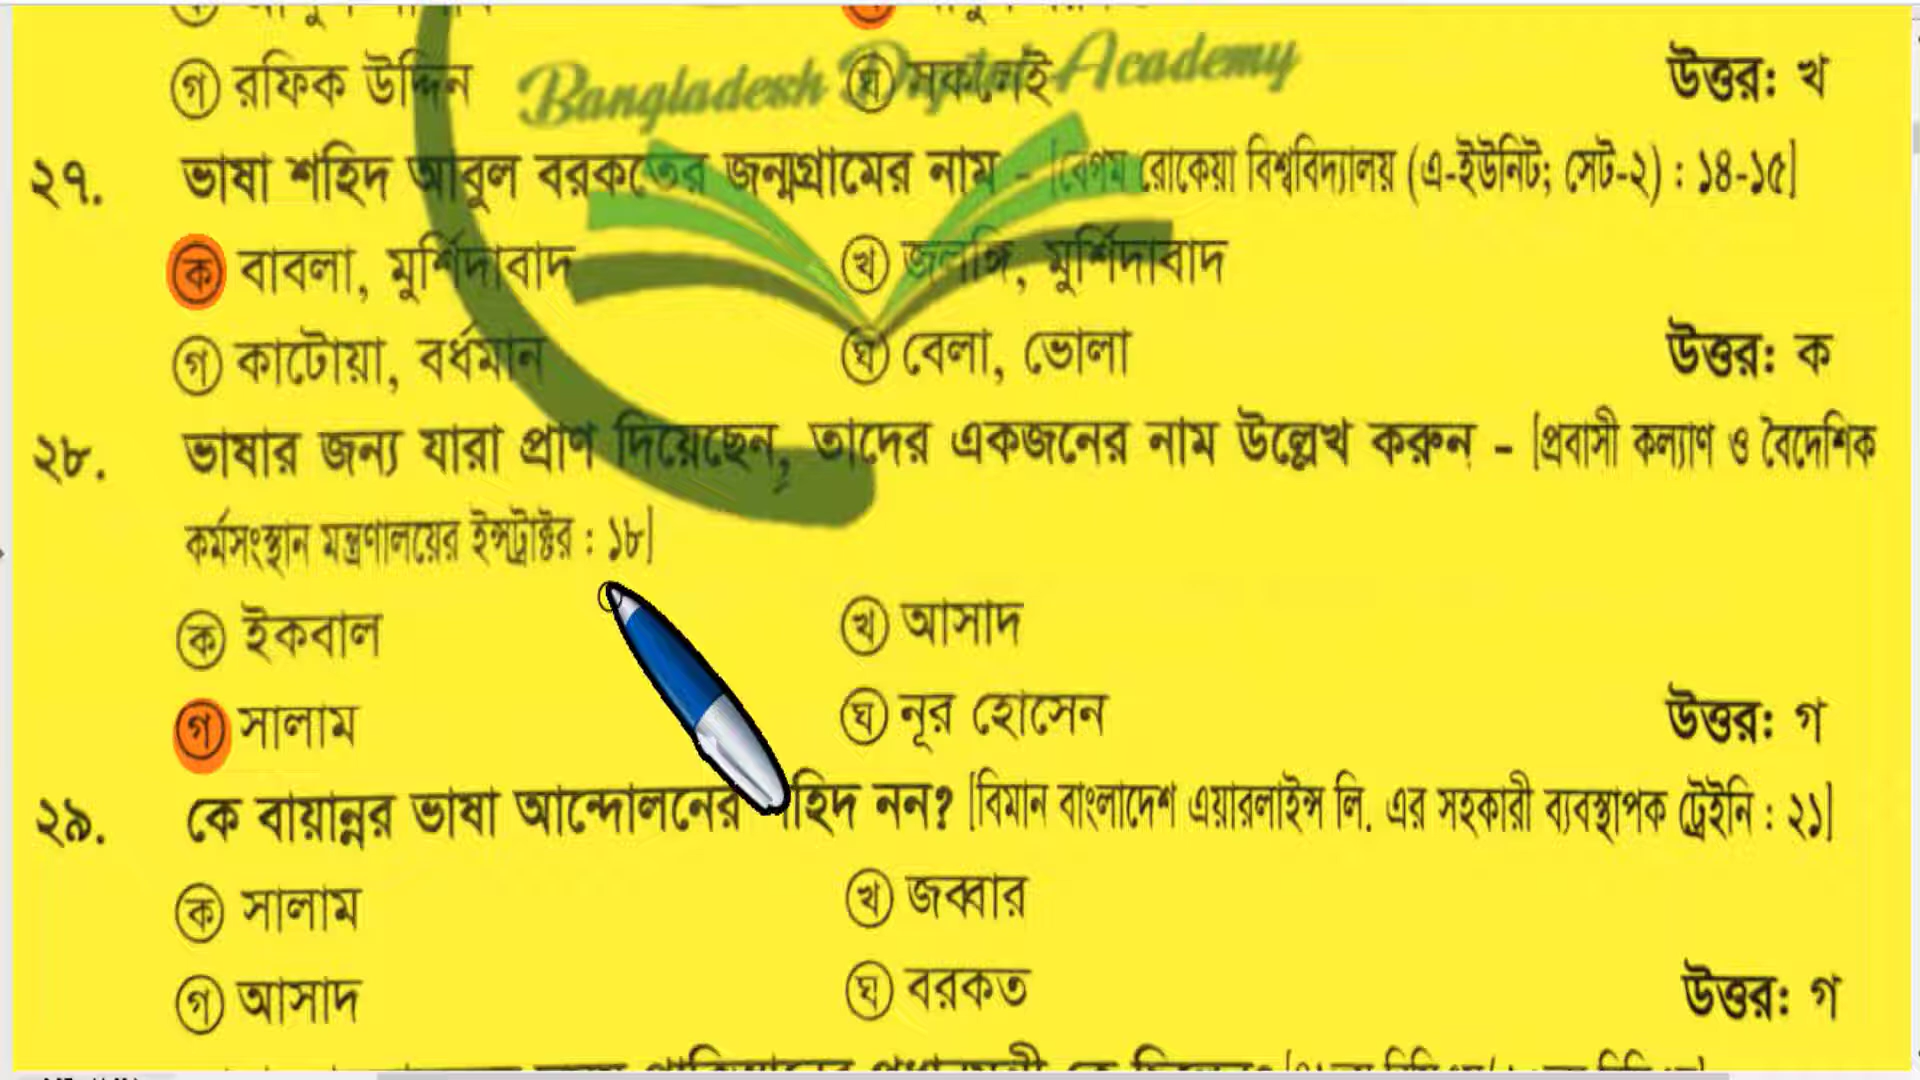 গ রফিক উদ্দিন ঘ সকলেই উত্তর: খ
Bangladesh Digital Academy
২৭. ভাষা শহিদ আবুল বরকতের জন্মগ্রামের নাম - [বেগম রোকেয়া বিশ্ববিদ্যালয় (এ-ইউনিট; সেট-২) : ১৪-১৫]
ক বাবলা, মুর্শিদাবাদ খ জলঙ্গি, মুর্শিদাবাদ
গ কাটোয়া, বর্ধমান ঘ বেলা, ভোলা উত্তর: ক
২৮. ভাষার জন্য যারা প্রাণ দিয়েছেন, তাদের একজনের নাম উল্লেখ করুন - [প্রবাসী কল্যাণ ও বৈদেশিক
কর্মসংস্থান মন্ত্রণালয়ের ইন্সট্রাক্টর : ১৮]
ক ইকবাল খ আসাদ
গ সালাম ঘ নূর হোসেন উত্তর: গ
২৯. কে বায়ান্নর ভাষা আন্দোলনের শহিদ নন? [বিমান বাংলাদেশ এয়ারলাইন্স লি. এর সহকারী ব্যবস্থাপক ট্রেইনি : ২১]
ক সালাম খ জব্বার
গ আসাদ ঘ বরকত উত্তর: গ